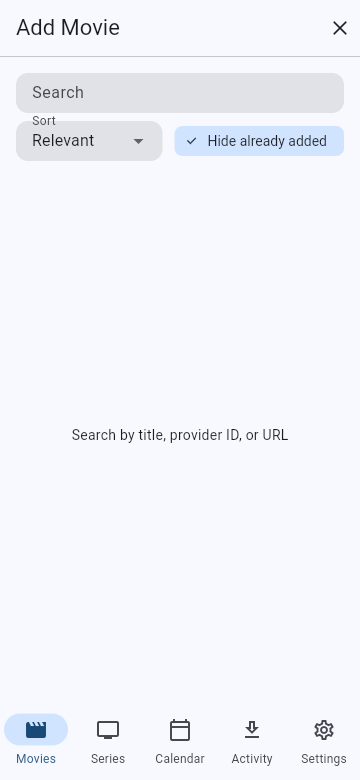 Add Movie
Search
Sort
Relevant
Hide already added
Search by title, provider ID, or URL
Movies
Series
Calendar
Activity
Settings